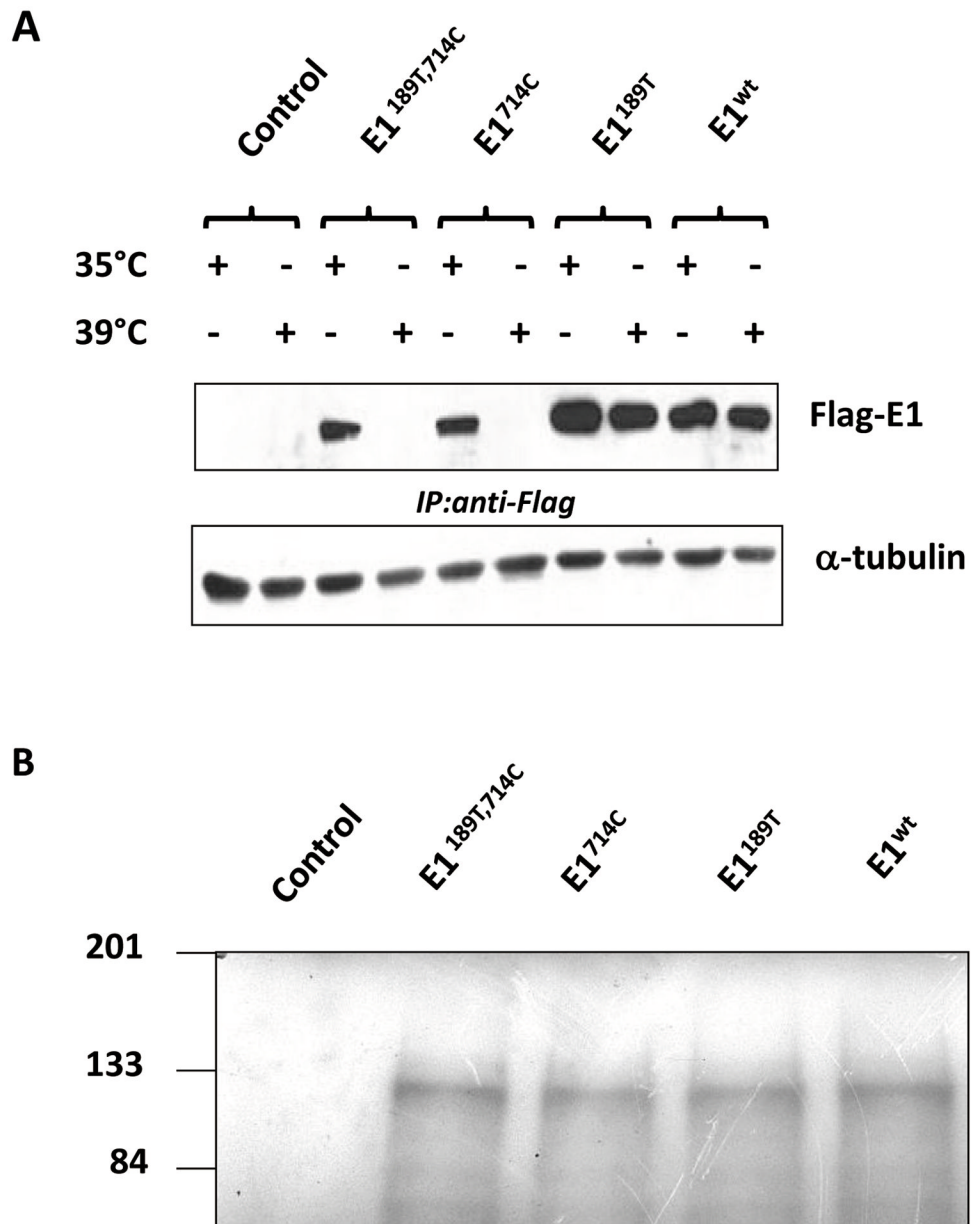 A
Control E1 189T,714C E1 714C E1 189T E1 wt
35°C + - + - + - + - + -
39°C - + - + - + - + - +
Flag-E1
IP:anti-Flag
α-tubulin
B
Control E1 189T,714C E1 714C E1 189T E1 wt
201
133
84